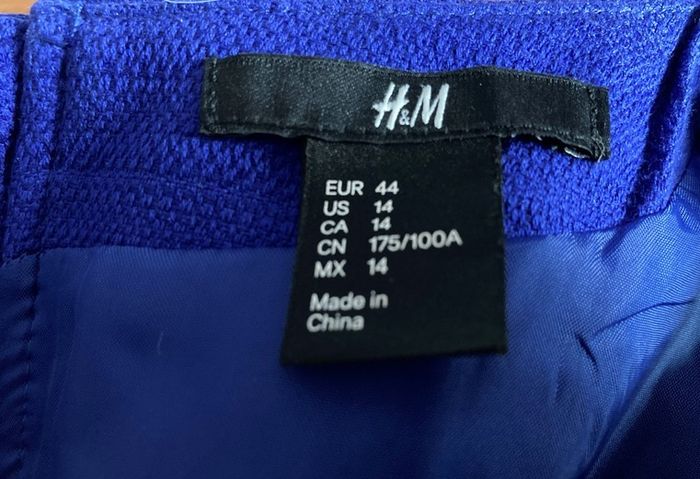 H&M
EUR 44
US 14
CA 14
CN 175/100A
MX 14
Made in
China